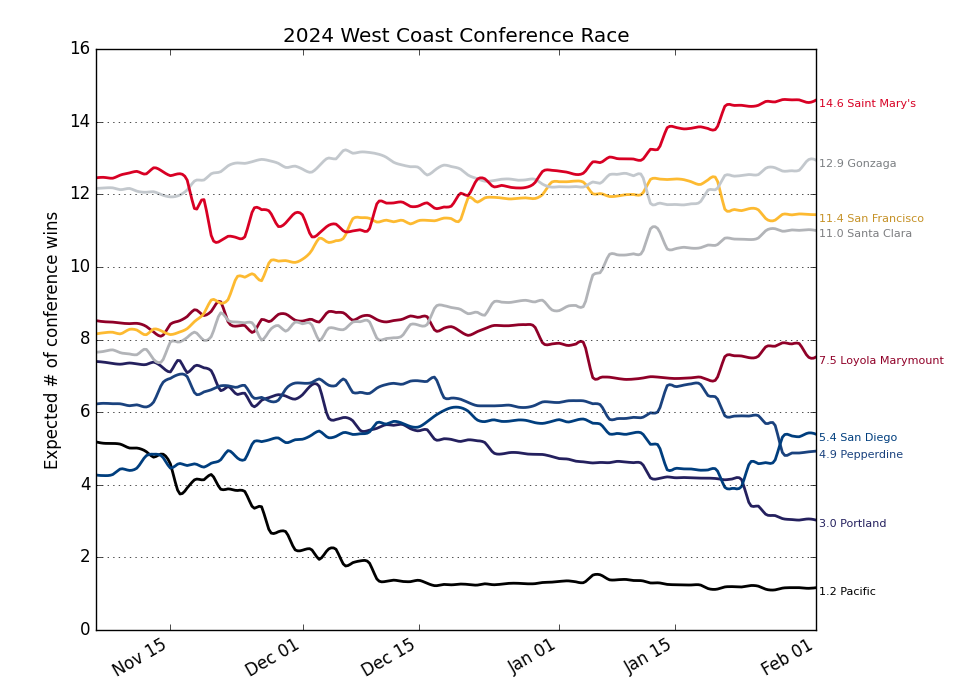 2024 West Coast Conference Race
Expected # of conference wins
16
14
12
10
8
6
4
2
0
14.6 Saint Mary's
12.9 Gonzaga
11.4 San Francisco
11.0 Santa Clara
7.5 Loyola Marymount
5.4 San Diego
4.9 Pepperdine
3.0 Portland
1.2 Pacific
Nov 15
Dec 01
Dec 15
Jan 01
Jan 15
Feb 01